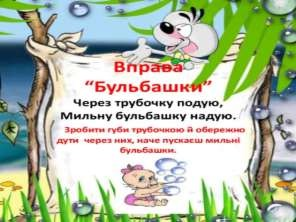 Вправа
“Бульбашки”
Через трубочку подую,
Мильну бульбашку надую.
Зробити губи трубочкою й обережно
дути через них, наче пускаєш мильні
бульбашки.